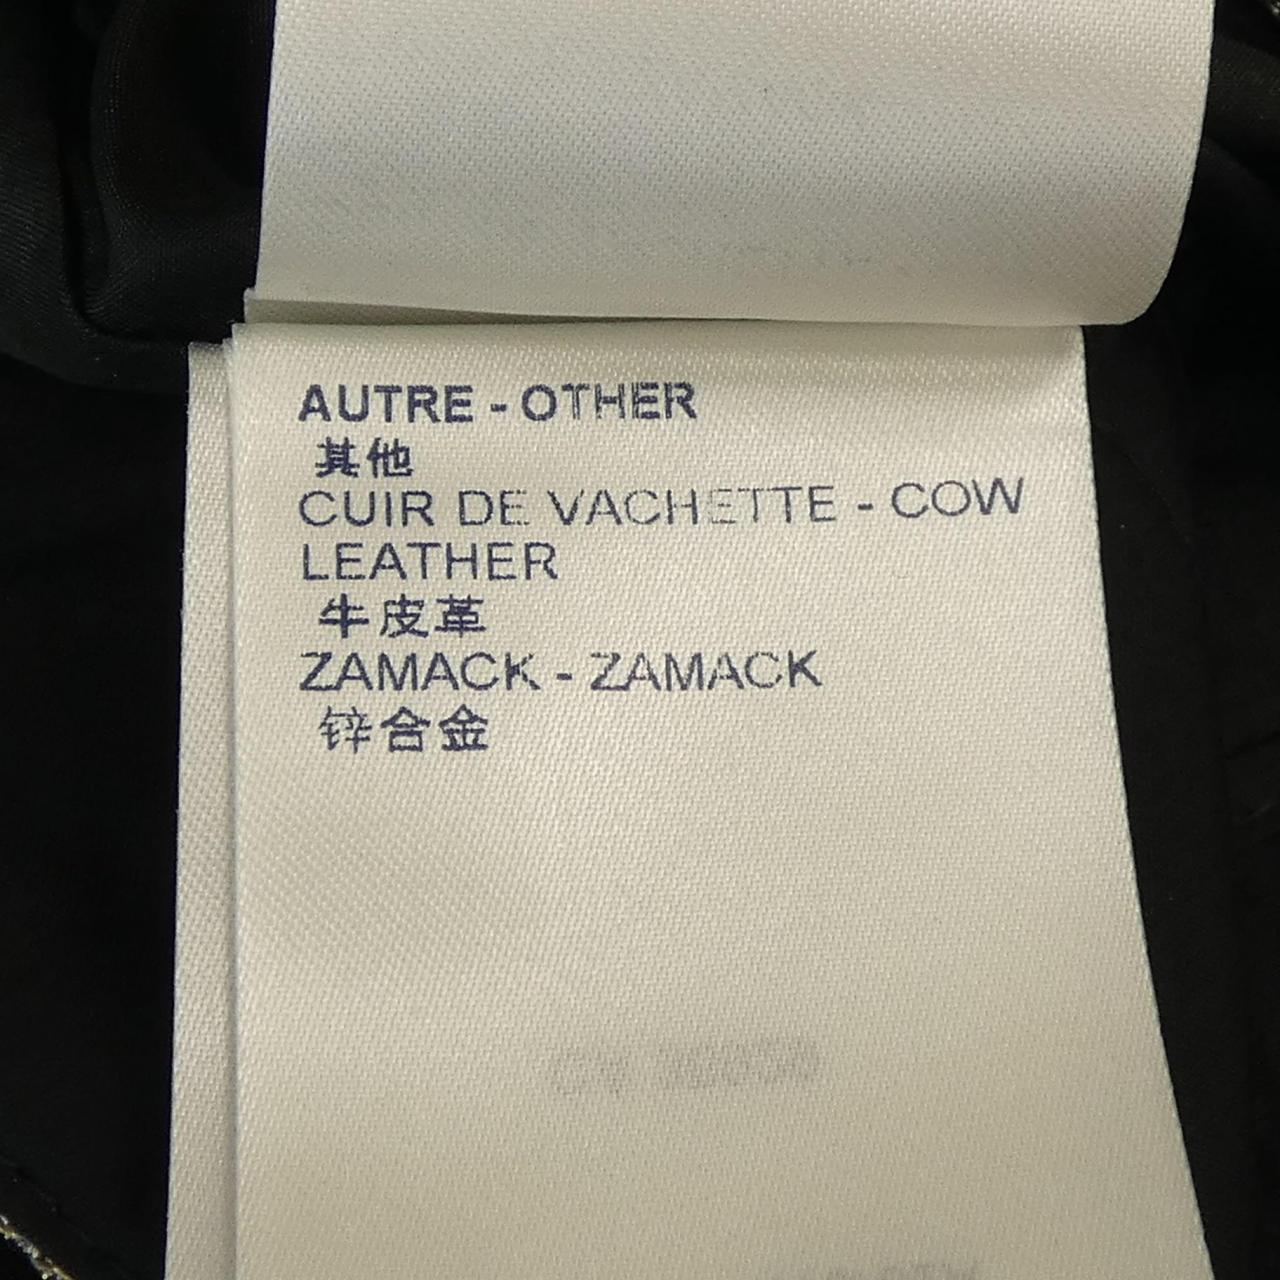 AUTRE - OTHER
其他
CUIR DE VACHETTE - COW
LEATHER
牛皮革
ZAMACK - ZAMACK
锌合金